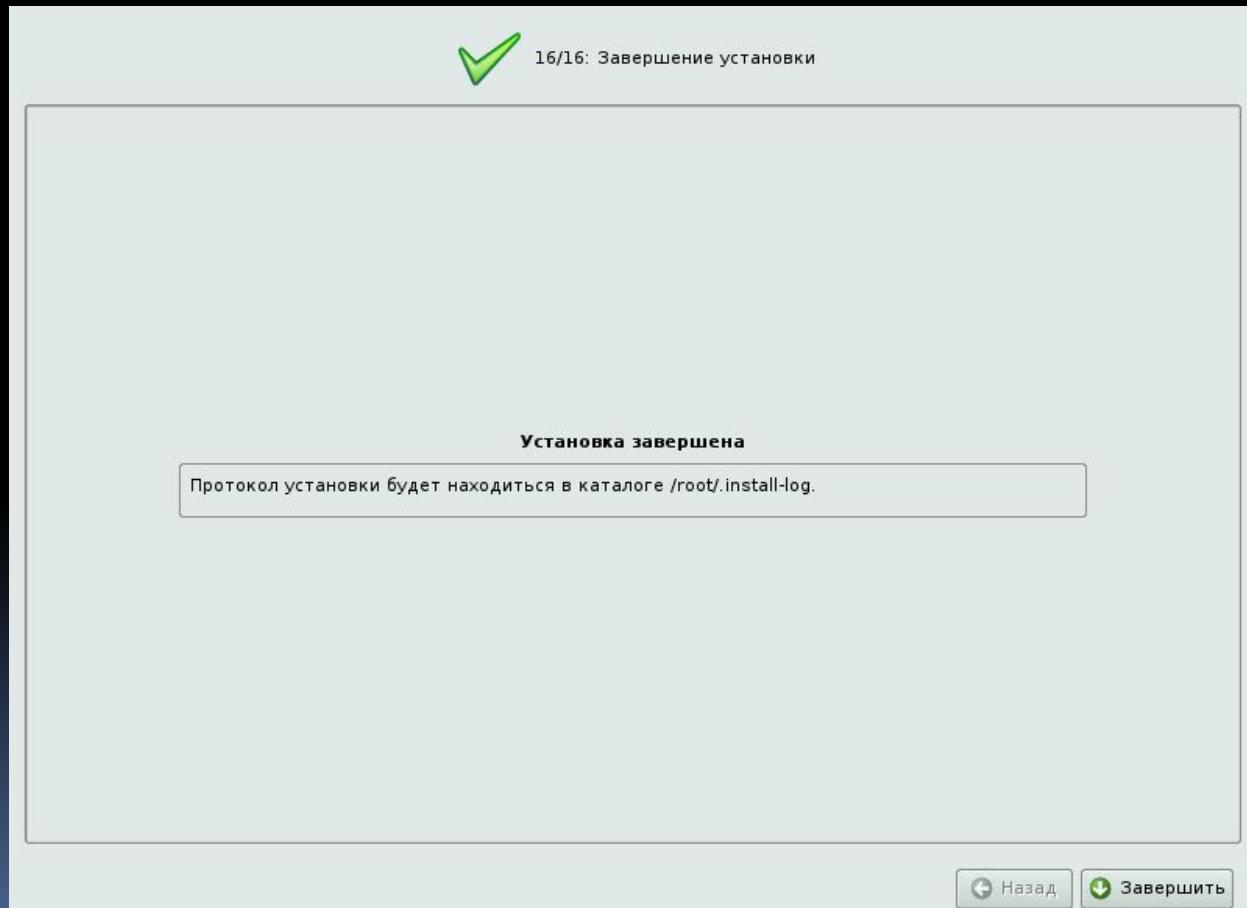 16/16: Завершение установки
Установка завершена
Протокол установки будет находиться в каталоге /root/.install-log.
Назад
Завершить